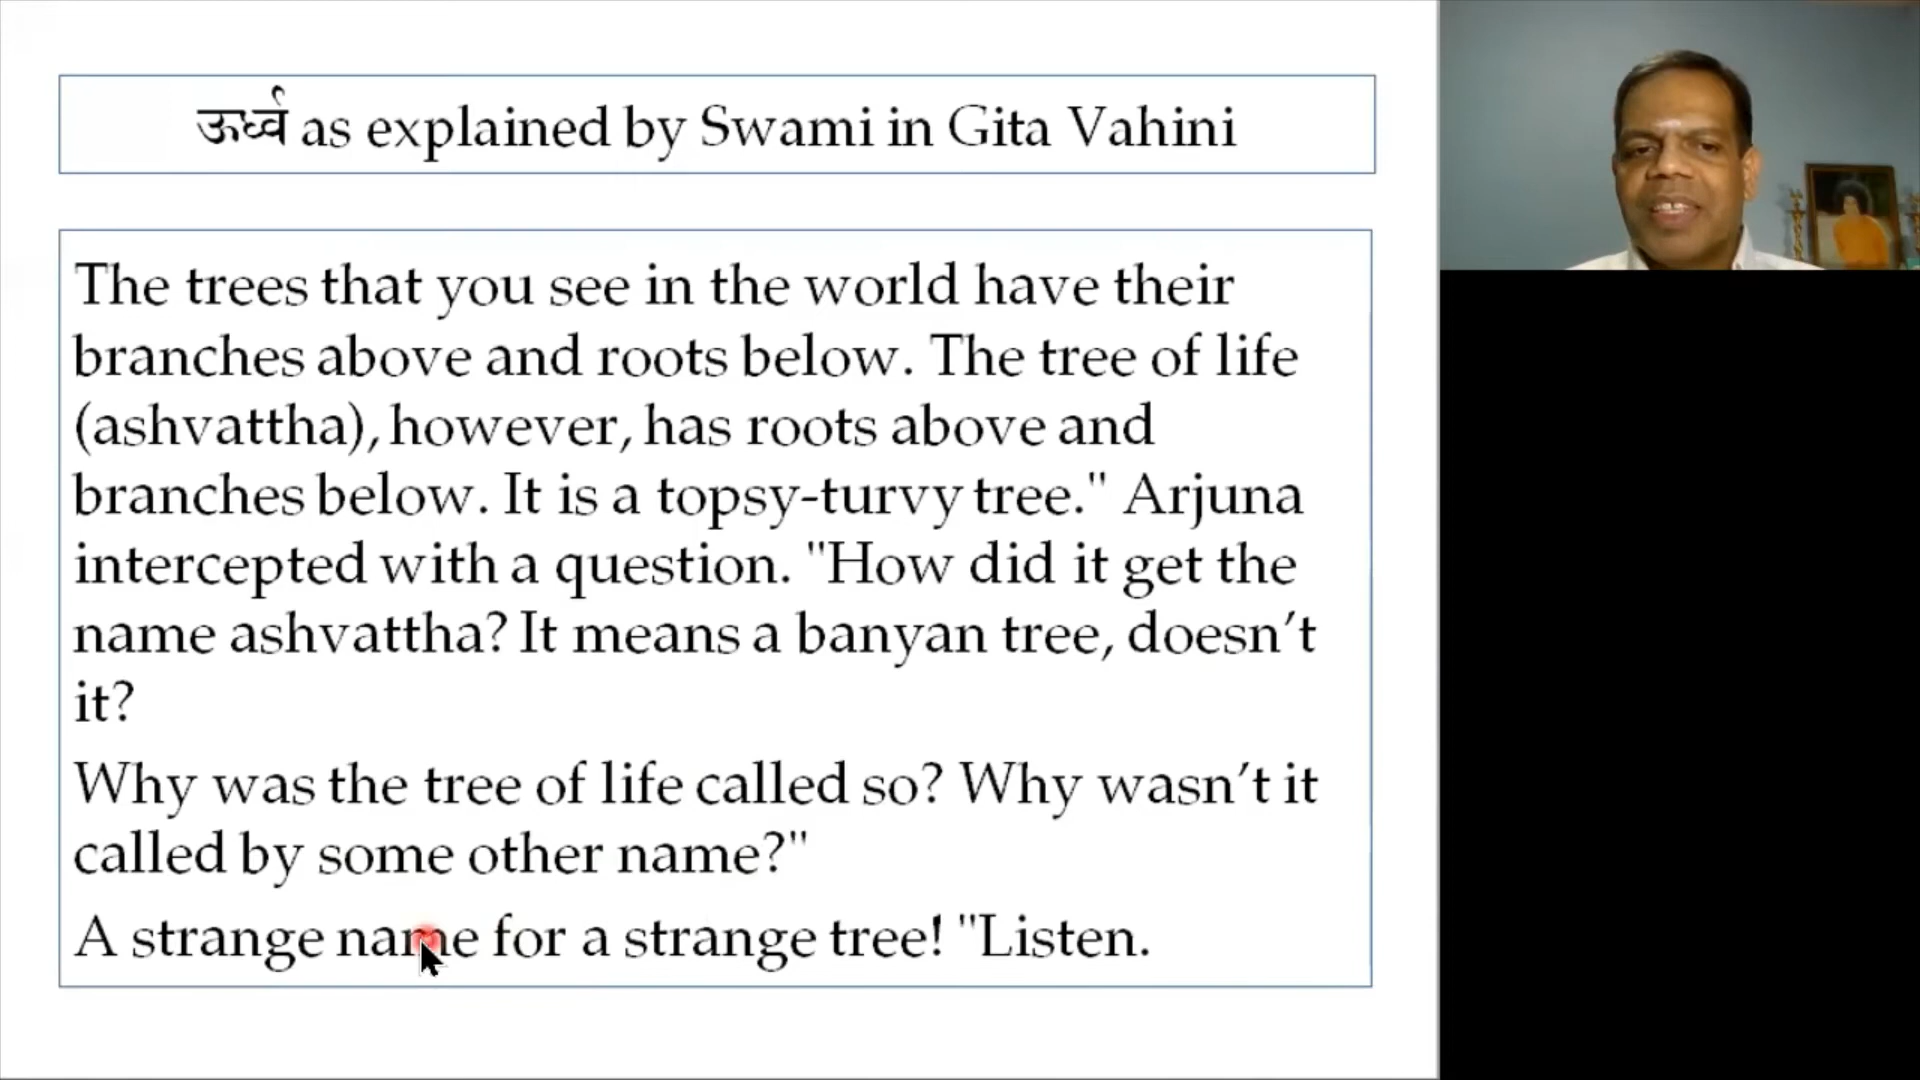 ऊर्ध्व as explained by Swami in Gita Vahini
The trees that you see in the world have their
branches above and roots below. The tree of life
(ashvattha), however, has roots above and
branches below. It is a topsy-turvy tree." Arjuna
intercepted with a question. "How did it get the
name ashvattha? It means a banyan tree, doesn’t
it?
Why was the tree of life called so? Why wasn’t it
called by some other name?"
A strange name for a strange tree! "Listen.